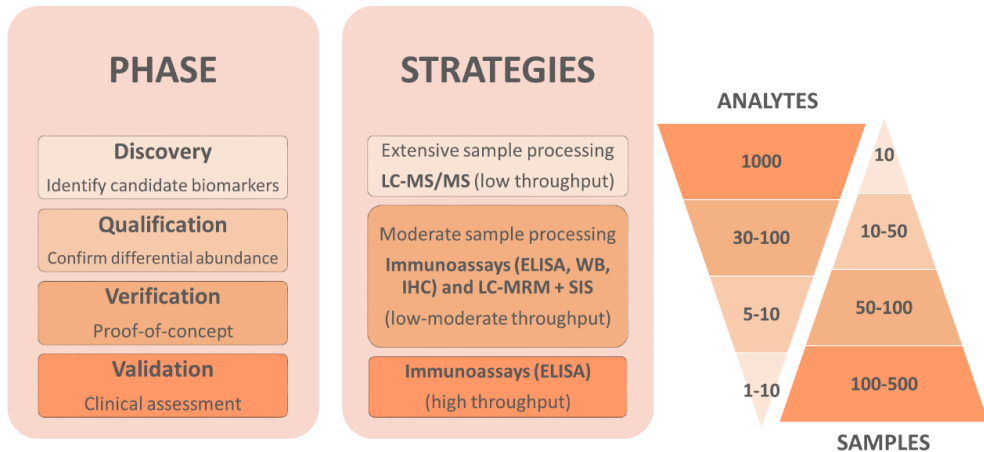 PHASE
Discovery
Identify candidate biomarkers
Qualification
Confirm differential abundance
Verification
Proof-of-concept
Validation
Clinical assessment
STRATEGIES
Extensive sample processing
LC-MS/MS (low throughput)
Moderate sample processing
Immunoassays (ELISA, WB,
IHC) and LC-MRM + SIS
(low-moderate throughput)
Immunoassays (ELISA)
(high throughput)
ANALYTES
1000
30-100
5-10
1-10
10
10-50
50-100
100-500
SAMPLES